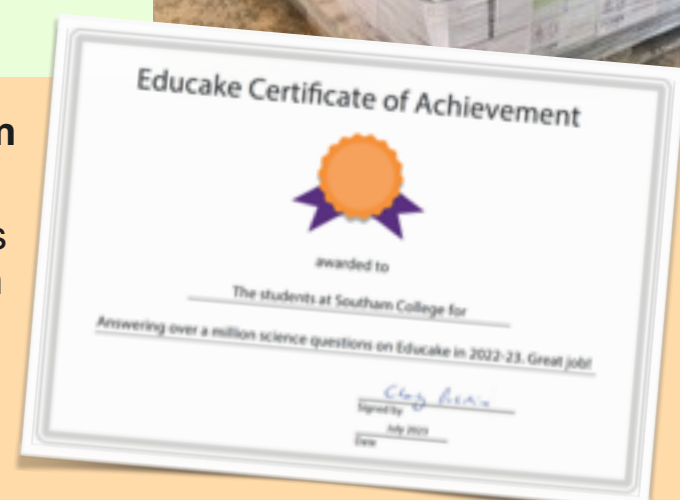 Educake Certificate of Achievement
awarded to
The students at Southam College for
Answering over a million science questions on Educake in 2022-23. Great job!
Signed by
July 2023
Date